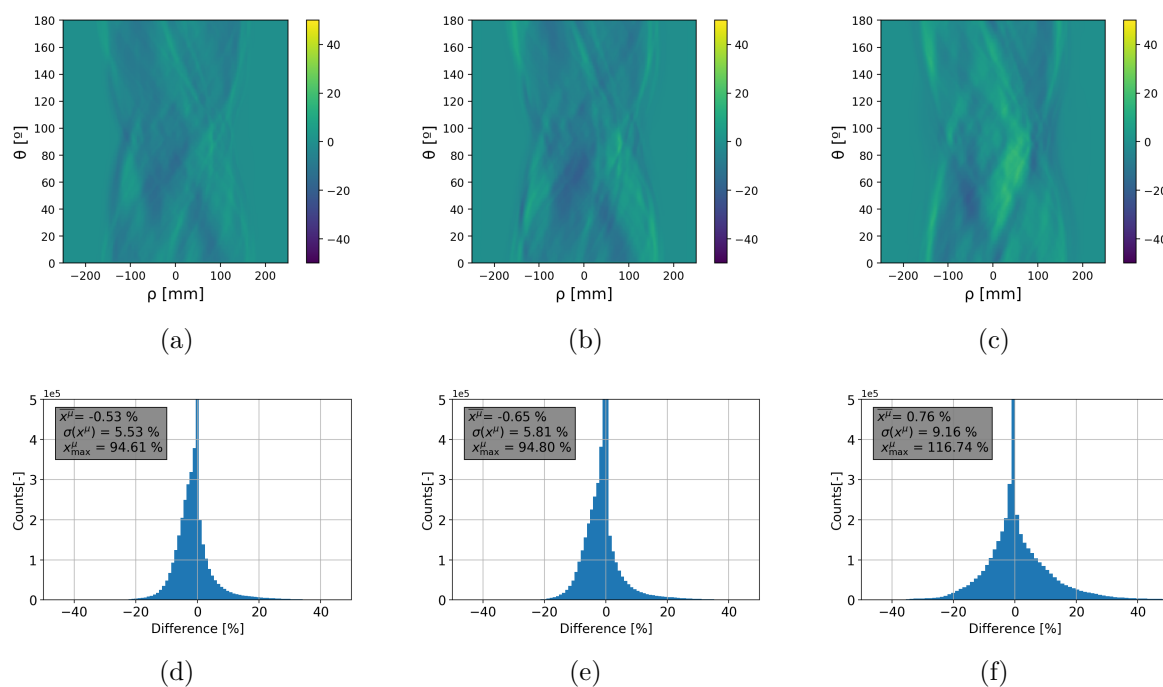 180
160
140
120
100
80
60
40
20
0
θ [º]
−200 −100 0 100 200
ρ [mm]
40
20
0
−20
−40
(a)
180
160
140
120
100
80
60
40
20
0
θ [º]
−200 −100 0 100 200
ρ [mm]
40
20
0
−20
−40
(b)
180
160
140
120
100
80
60
40
20
0
θ [º]
−200 −100 0 100 200
ρ [mm]
40
20
0
−20
−40
(c)
1e5
5
4
3
2
1
0
Counts[-]
x̅^μ= -0.53 %
σ(x^μ) = 5.53 %
x^μ_max = 94.61 %
−40 −20 0 20 40
Difference [%]
(d)
1e5
5
4
3
2
1
0
Counts[-]
x̅^μ= -0.65 %
σ(x^μ) = 5.81 %
x^μ_max = 94.80 %
−40 −20 0 20 40
Difference [%]
(e)
1e5
5
4
3
2
1
0
Counts[-]
x̅^μ= 0.76 %
σ(x^μ) = 9.16 %
x^μ_max = 116.74 %
−40 −20 0 20 40
Difference [%]
(f)